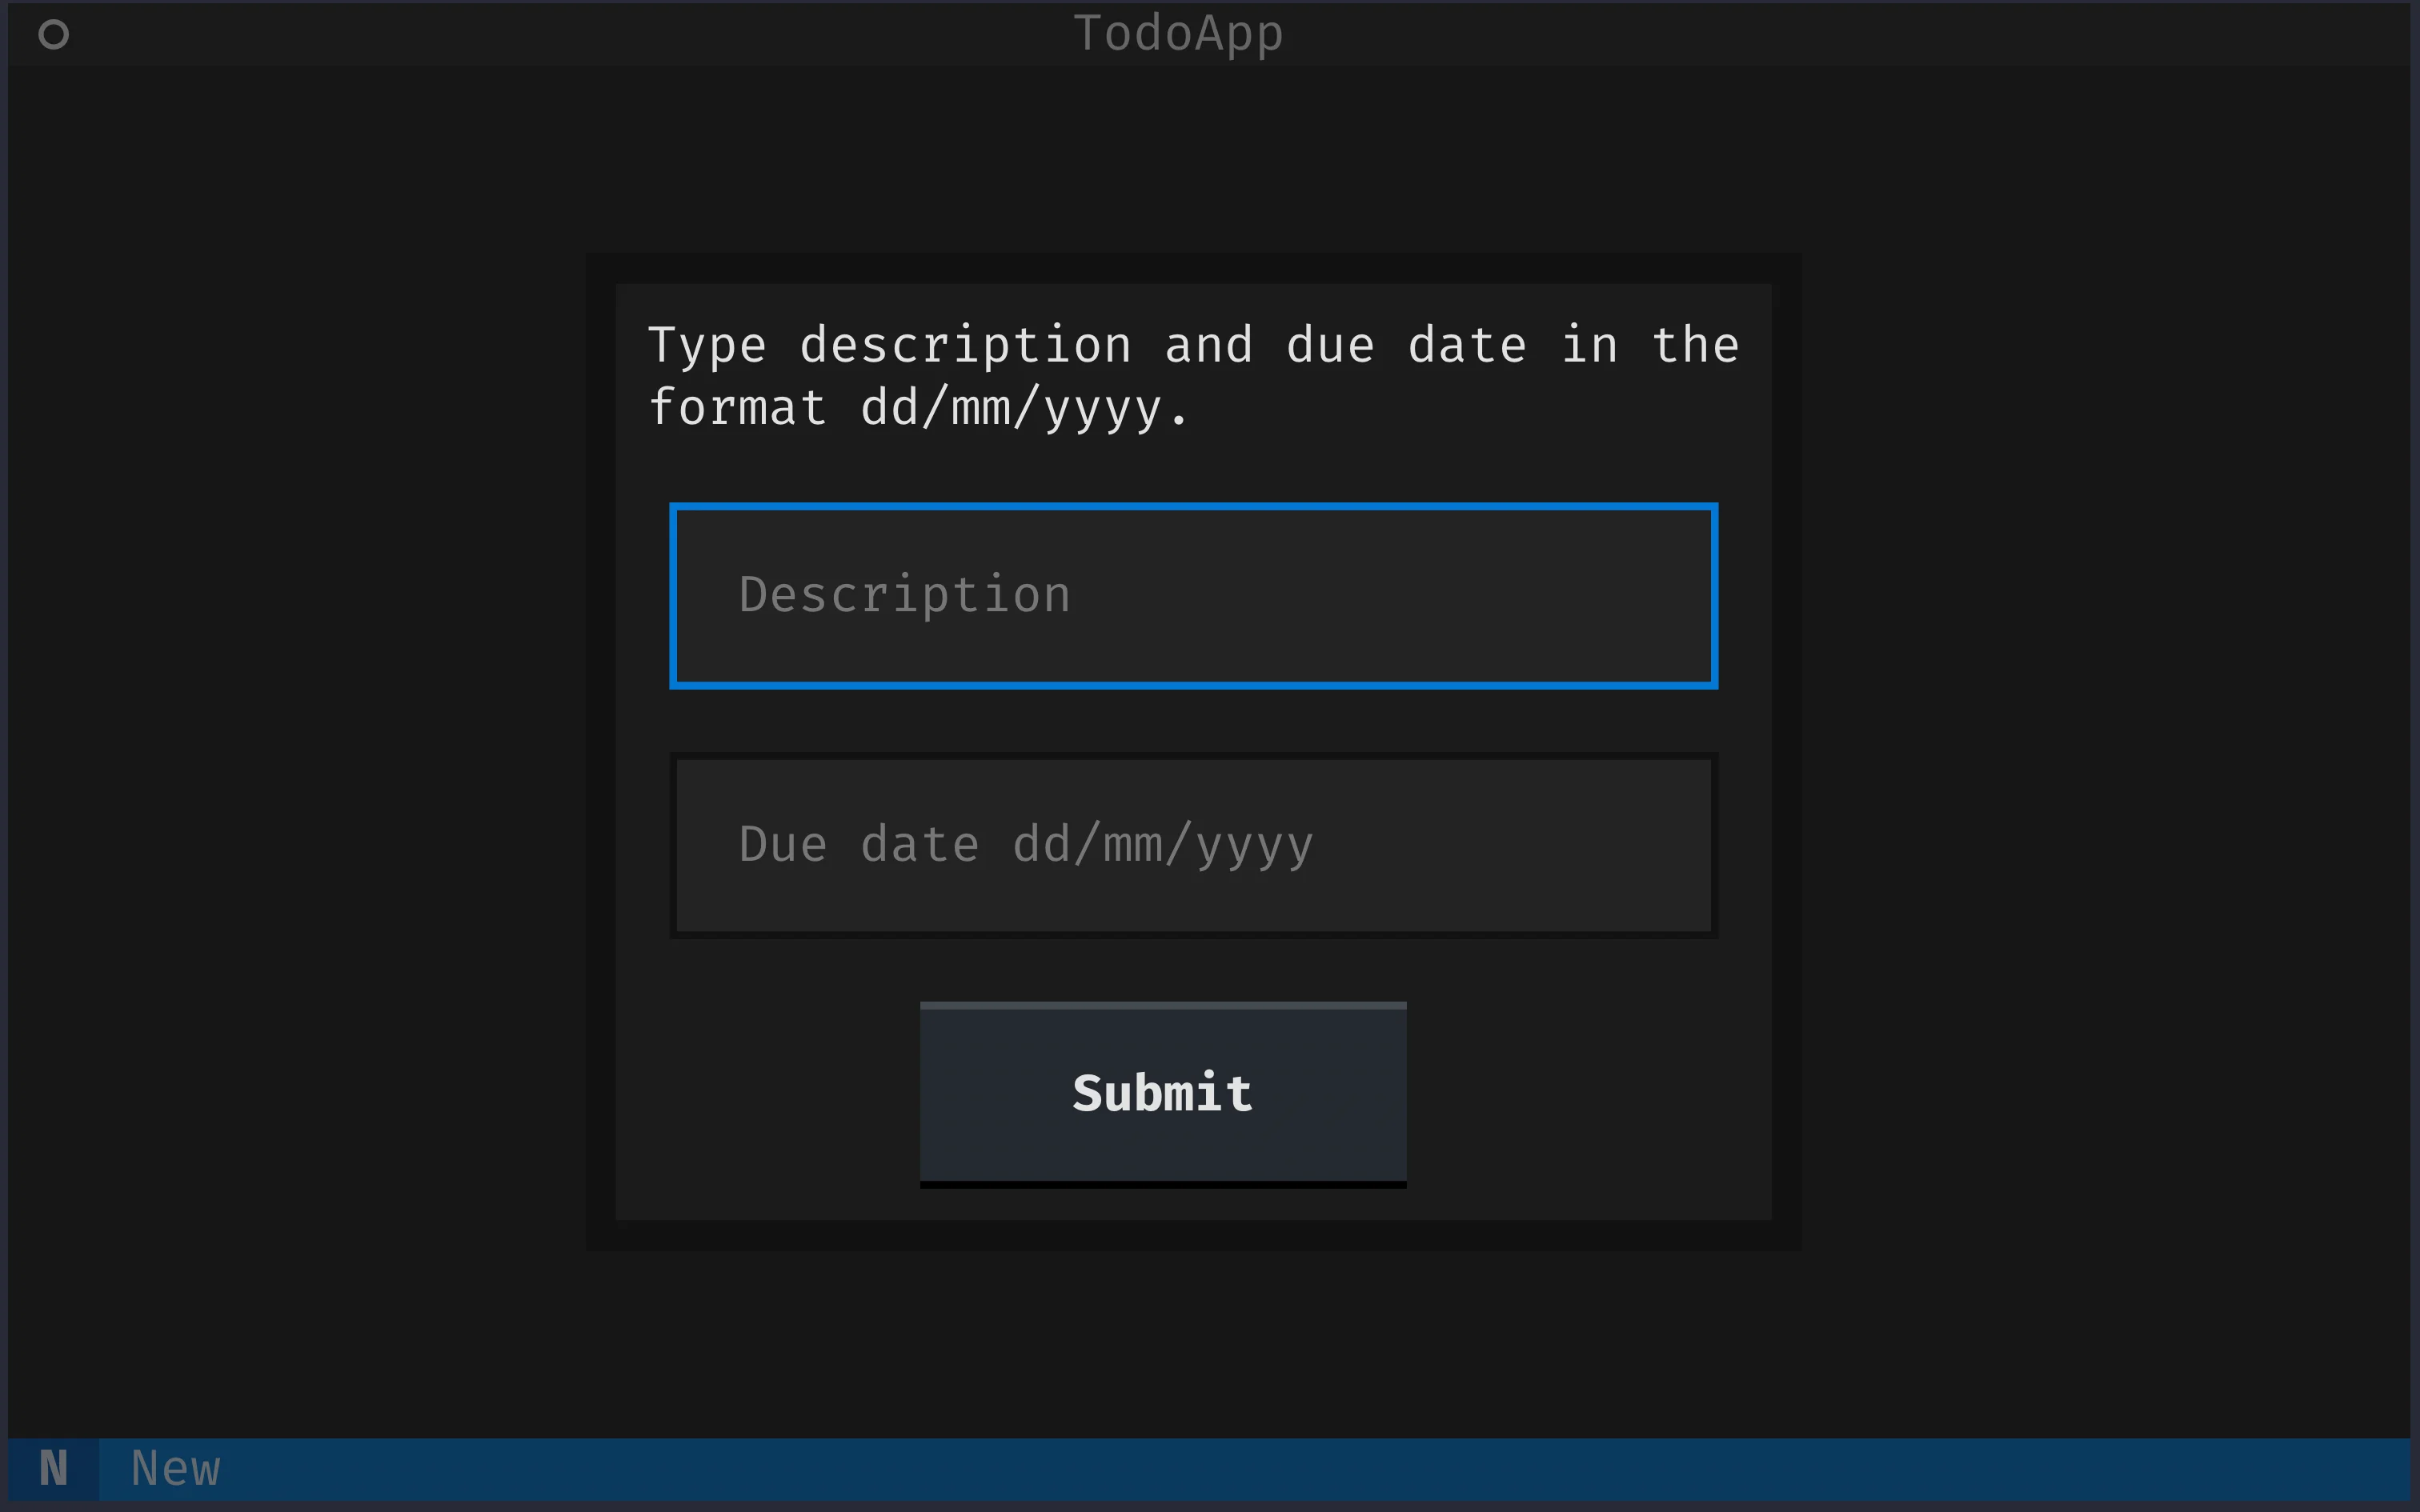 TodoApp
Type description and due date in the
format dd/mm/yyyy.
Description
Due date dd/mm/yyyy
Submit
N New